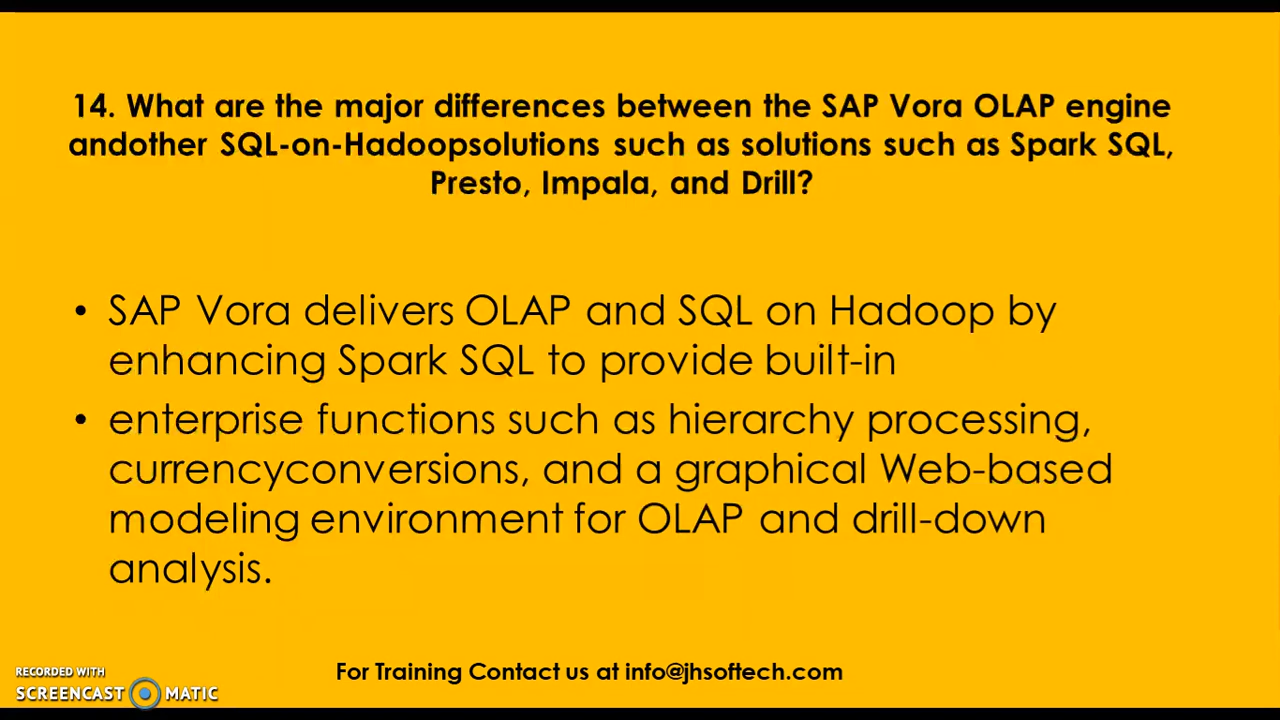 14. What are the major differences between the SAP Vora OLAP engine
andother SQL-on-Hadoopsolutions such as solutions such as Spark SQL,
Presto, Impala, and Drill?
• SAP Vora delivers OLAP and SQL on Hadoop by
enhancing Spark SQL to provide built-in
• enterprise functions such as hierarchy processing,
currencyconversions, and a graphical Web-based
modeling environment for OLAP and drill-down
analysis.
For Training Contact us at info@jhsoftech.com
RECORDED WITH
SCREENCAST MATIC